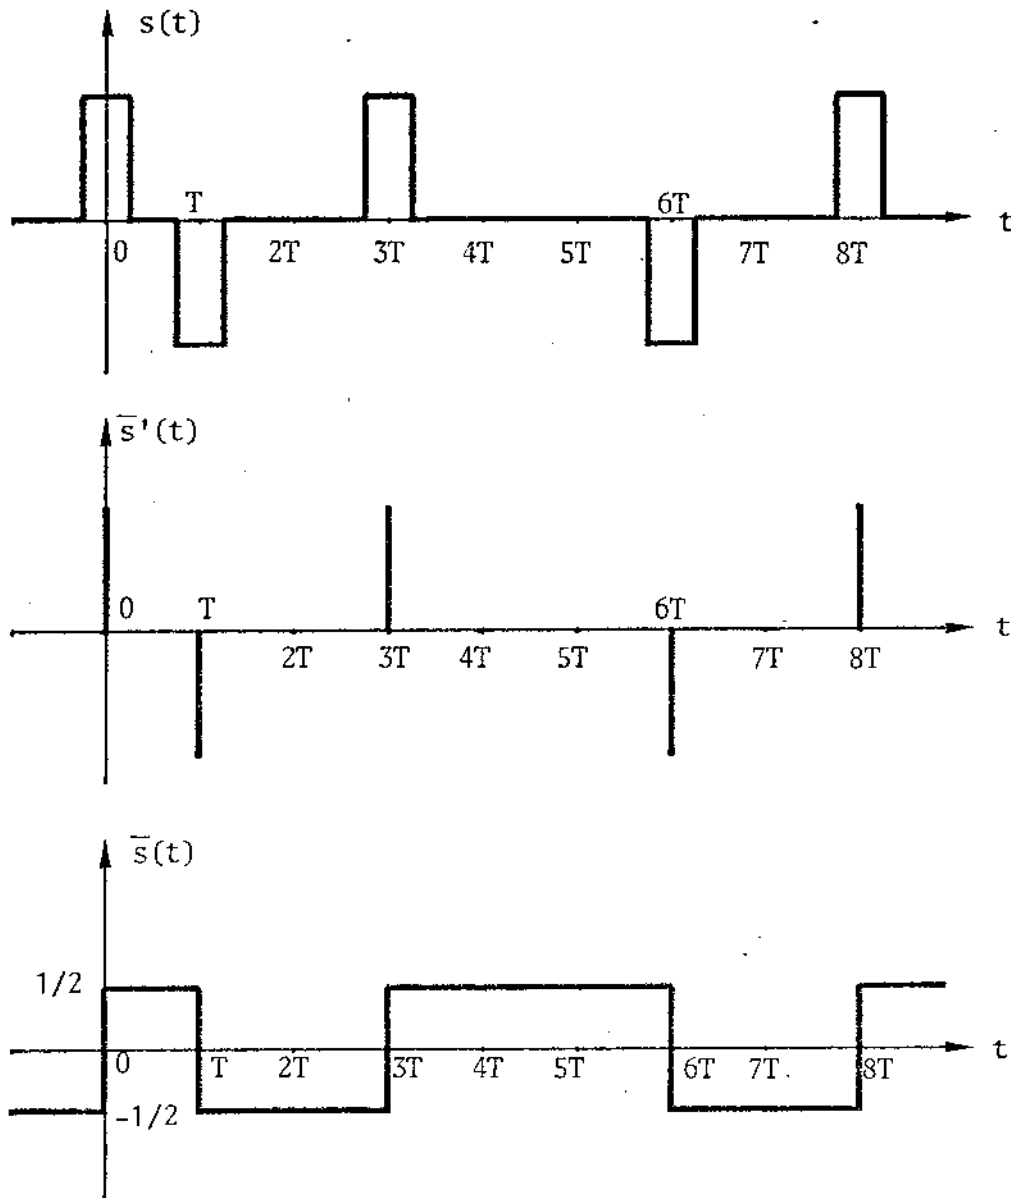 s(t)
T 6T t
0 2T 3T 4T 5T 7T 8T
s̅'(t)
0 T 6T t
2T 3T 4T 5T 7T 8T
s̅(t)
1/2
0 T 2T 3T 4T 5T 6T 7T 8T t
-1/2